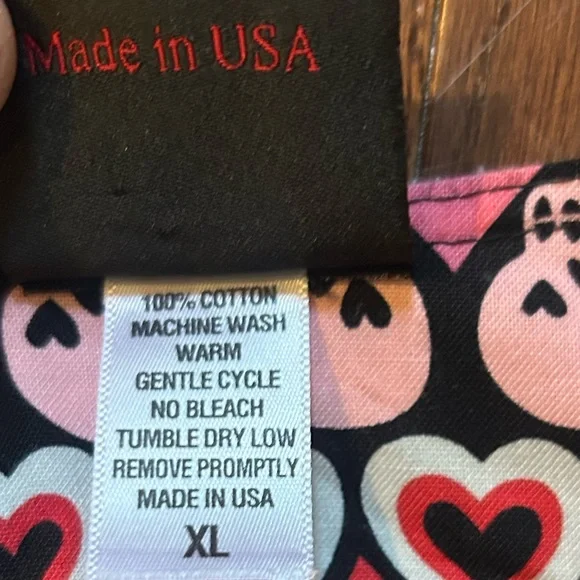 Made in USA
100% COTTON
MACHINE WASH
WARM
GENTLE CYCLE
NO BLEACH
TUMBLE DRY LOW
REMOVE PROMPTLY
MADE IN USA
XL